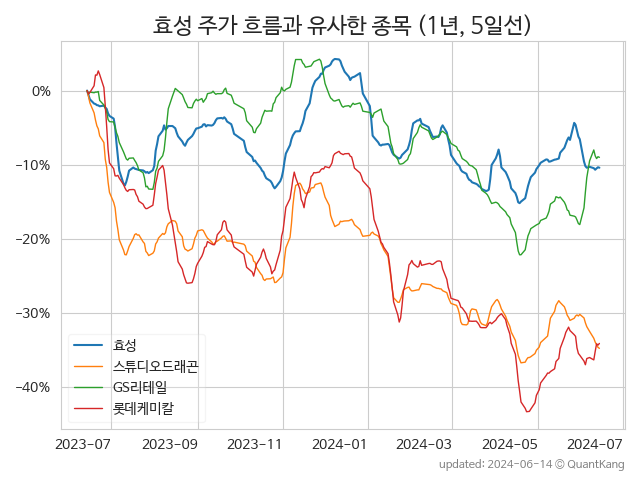 효성 주가 흐름과 유사한 종목 (1년, 5일선)
0%
−10%
−20%
−30%
−40%
효성
스튜디오드래곤
GS리테일
롯데케미칼
2023-07 2023-09 2023-11 2024-01 2024-03 2024-05 2024-07
updated: 2024-06-14 © QuantKang